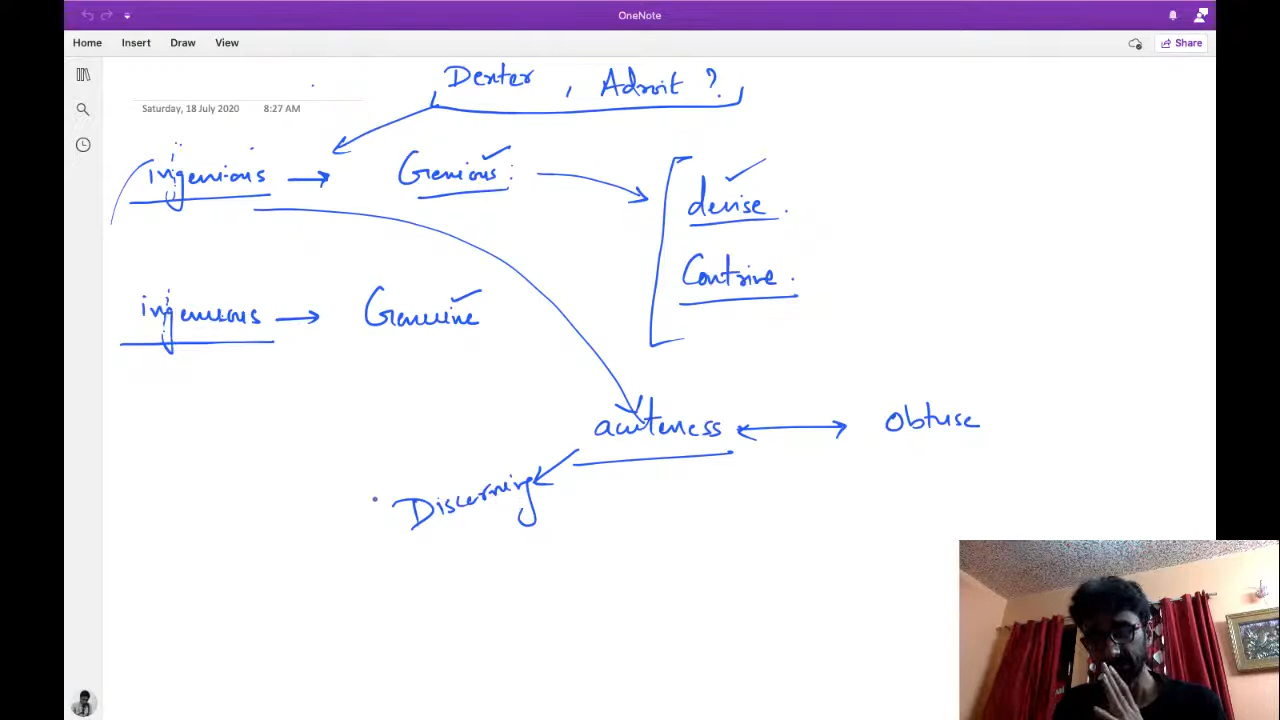 OneNote
Home Insert Draw View Share
Dexter , Adroit ?
Saturday, 18 July 2020 8:27 AM
ingenious → Genious :
devise .
Contrive .
ingenuous → Genuine
acuteness ↔ Obtuse
Discerning